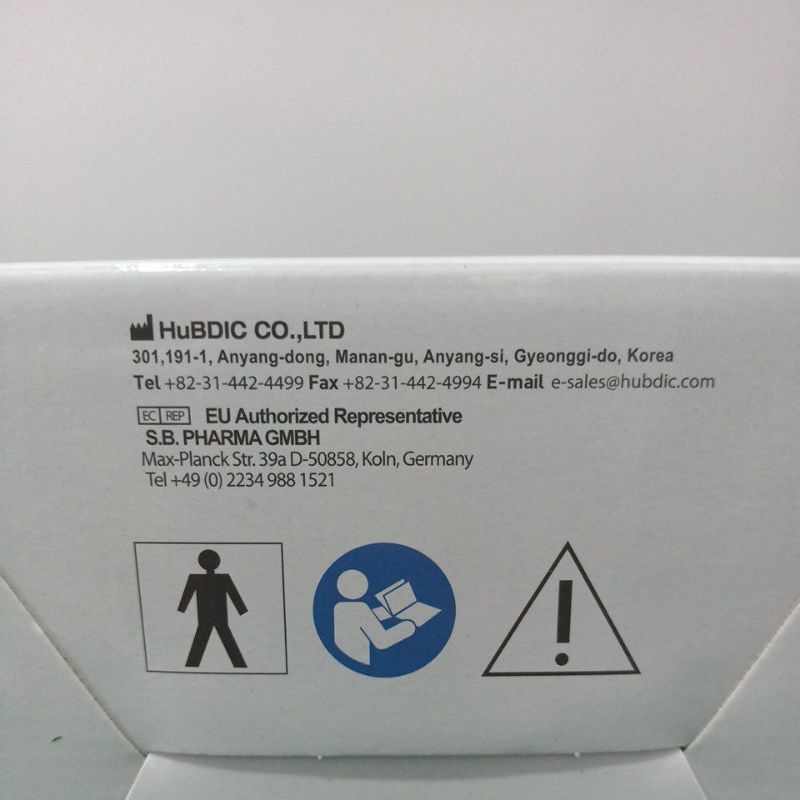 HuBDIC CO.,LTD
301,191-1, Anyang-dong, Manan-gu, Anyang-si, Gyeonggi-do, Korea
Tel +82-31-442-4499 Fax +82-31-442-4994 E-mail e-sales@hubdic.com
EC REP EU Authorized Representative
S.B. PHARMA GMBH
Max-Planck Str. 39a D-50858, Koln, Germany
Tel +49 (0) 2234 988 1521
!